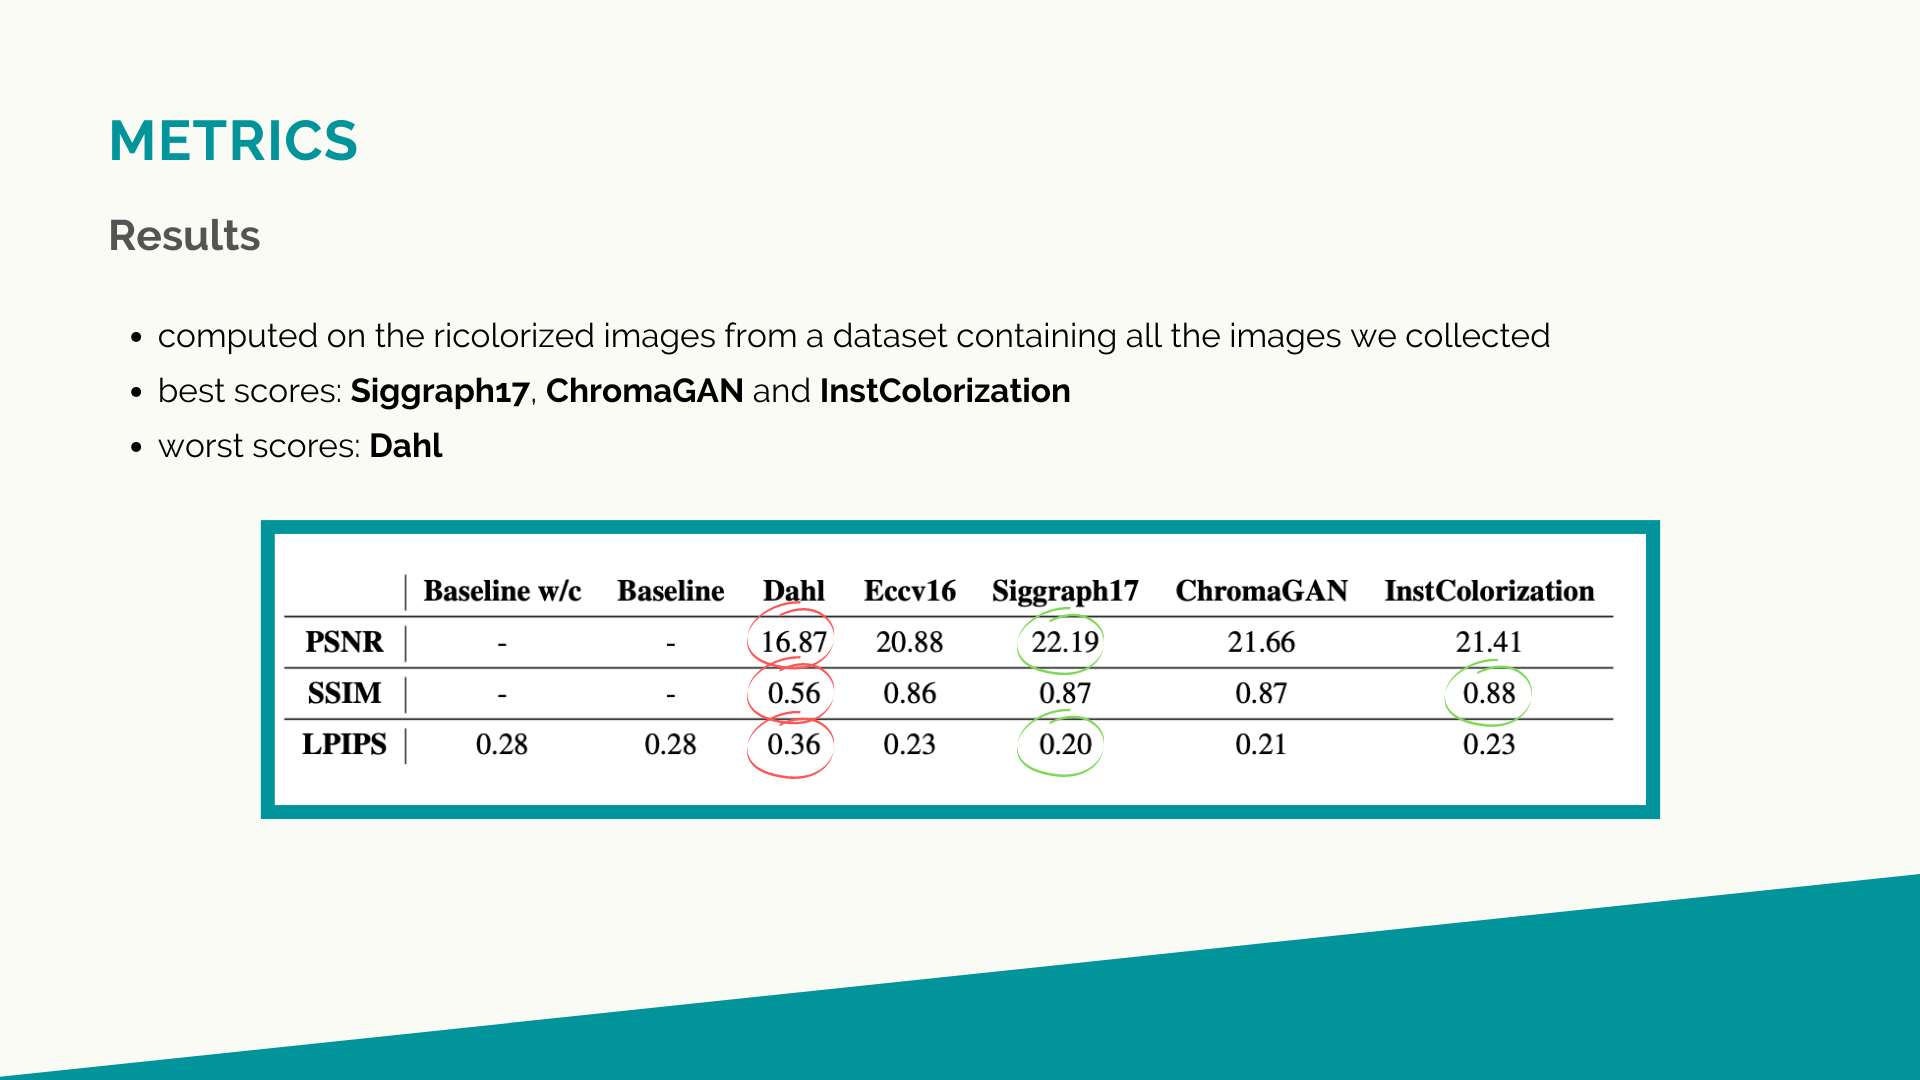 METRICS
Results
• computed on the ricolorized images from a dataset containing all the images we collected
• best scores: Siggraph17, ChromaGAN and InstColorization
• worst scores: Dahl
Baseline w/c Baseline Dahl Eccv16 Siggraph17 ChromaGAN InstColorization
PSNR - - 16.87 20.88 22.19 21.66 21.41
SSIM - - 0.56 0.86 0.87 0.87 0.88
LPIPS 0.28 0.28 0.36 0.23 0.20 0.21 0.23